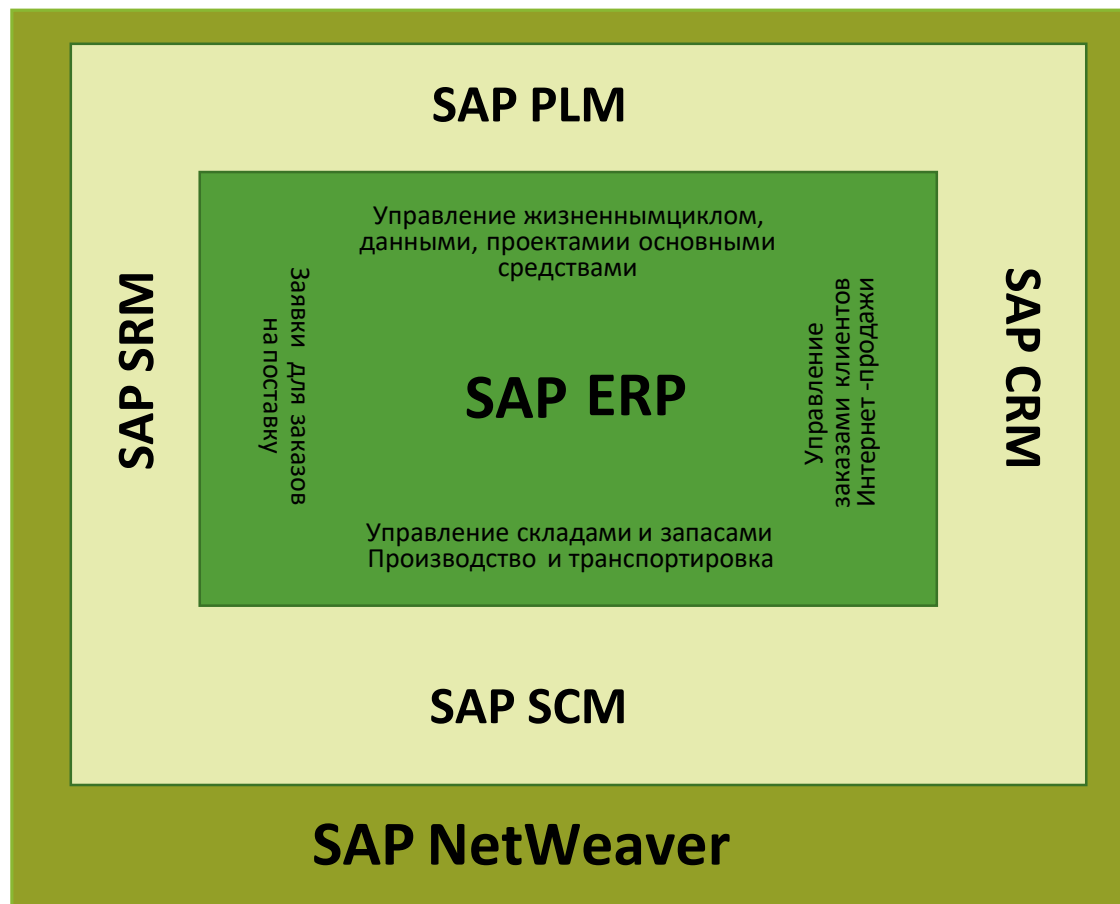 SAP PLM
Управление жизненнымциклом,
данными, проектамии основными
средствами
SAP SRM
Заявки для заказов
на поставку
SAP ERP
Управление
заказами клиентов
Интернет -продажи
SAP CRM
Управление складами и запасами
Производство и транспортировка
SAP SCM
SAP NetWeaver